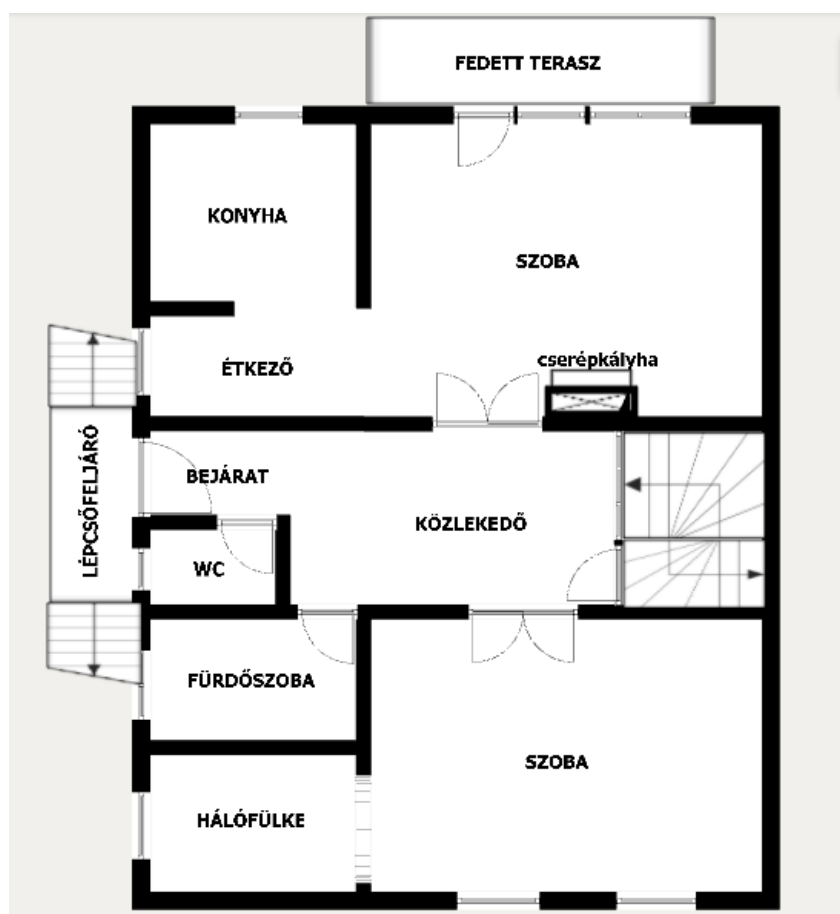 FEDETT TERASZ
KONYHA
SZOBA
cserépkályha
ÉTKEZŐ
LÉPCSŐFELJÁRÓ
BEJÁRAT
KÖZLEKEDŐ
WC
FÜRDŐSZOBA
SZOBA
HÁLÓFÜLKE